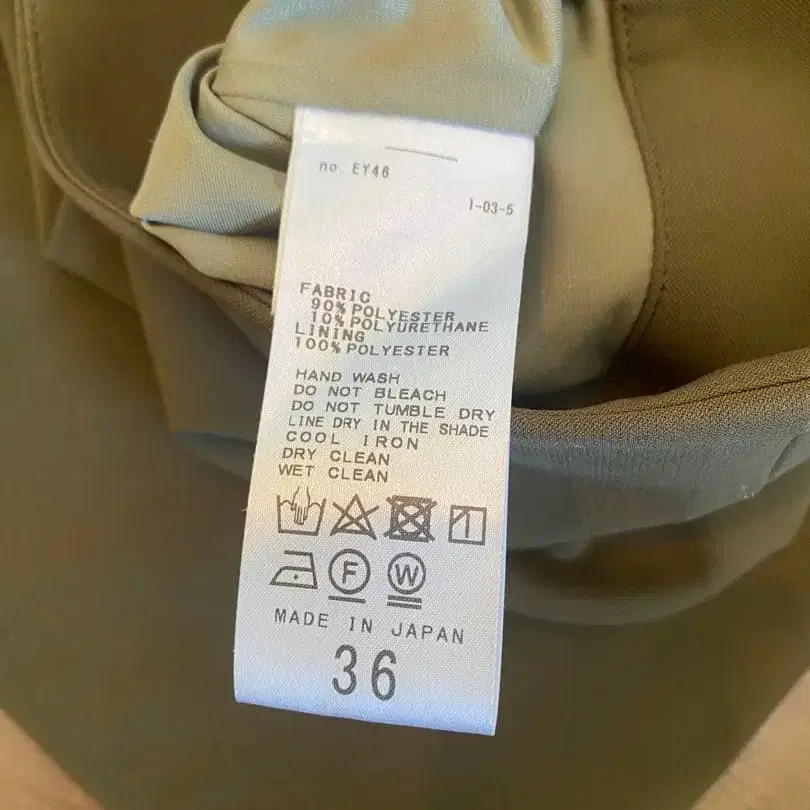 no. EY46
1-03-5
FABRIC
90% POLYESTER
10% POLYURETHANE
LINING
100% POLYESTER
HAND WASH
DO NOT BLEACH
DO NOT TUMBLE DRY
LINE DRY IN THE SHADE
COOL IRON
DRY CLEAN
WET CLEAN
F W
MADE IN JAPAN
36